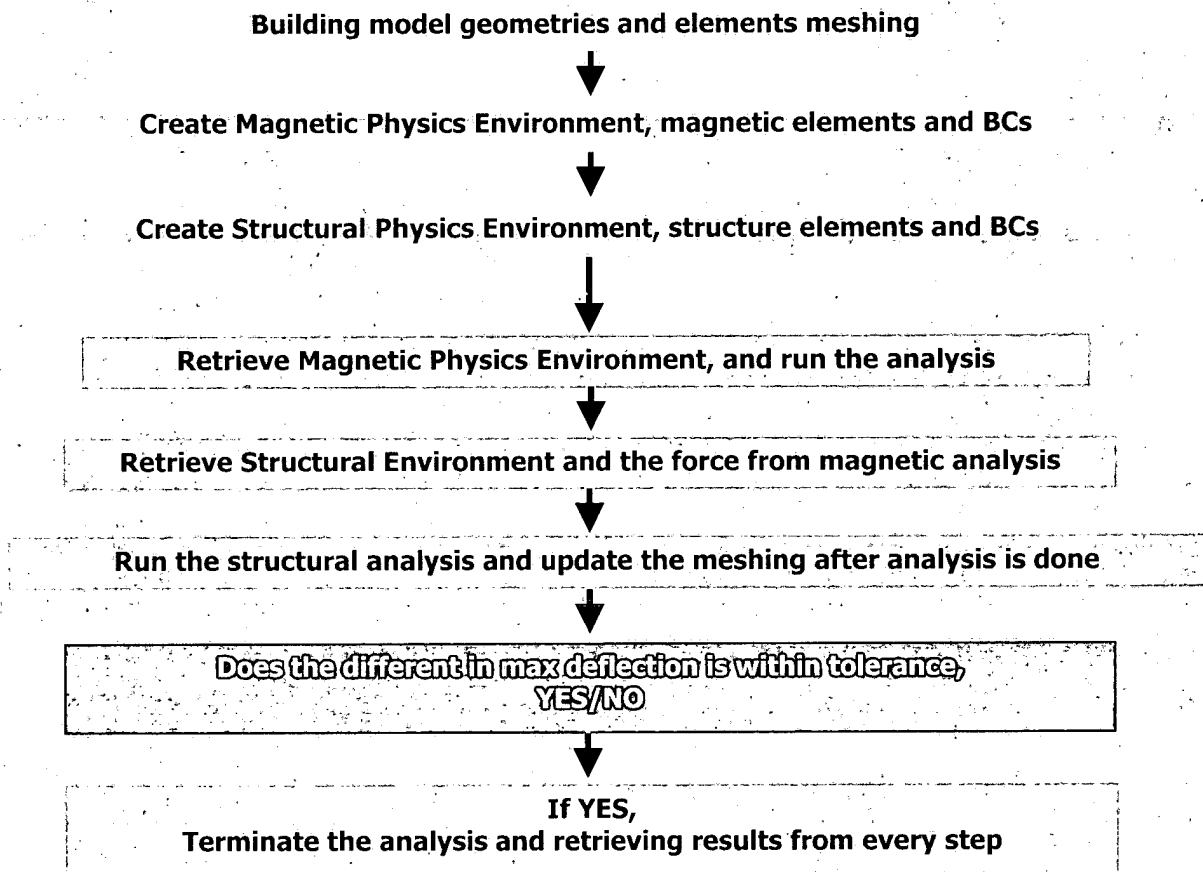 Building model geometries and elements meshing
Create Magnetic Physics Environment, magnetic elements and BCs
Create Structural Physics Environment, structure elements and BCs
Retrieve Magnetic Physics Environment, and run the analysis
Retrieve Structural Environment and the force from magnetic analysis
Run the structural analysis and update the meshing after analysis is done
Does the different in max deflection is within tolerance,
YES/NO
If YES,
Terminate the analysis and retrieving results from every step